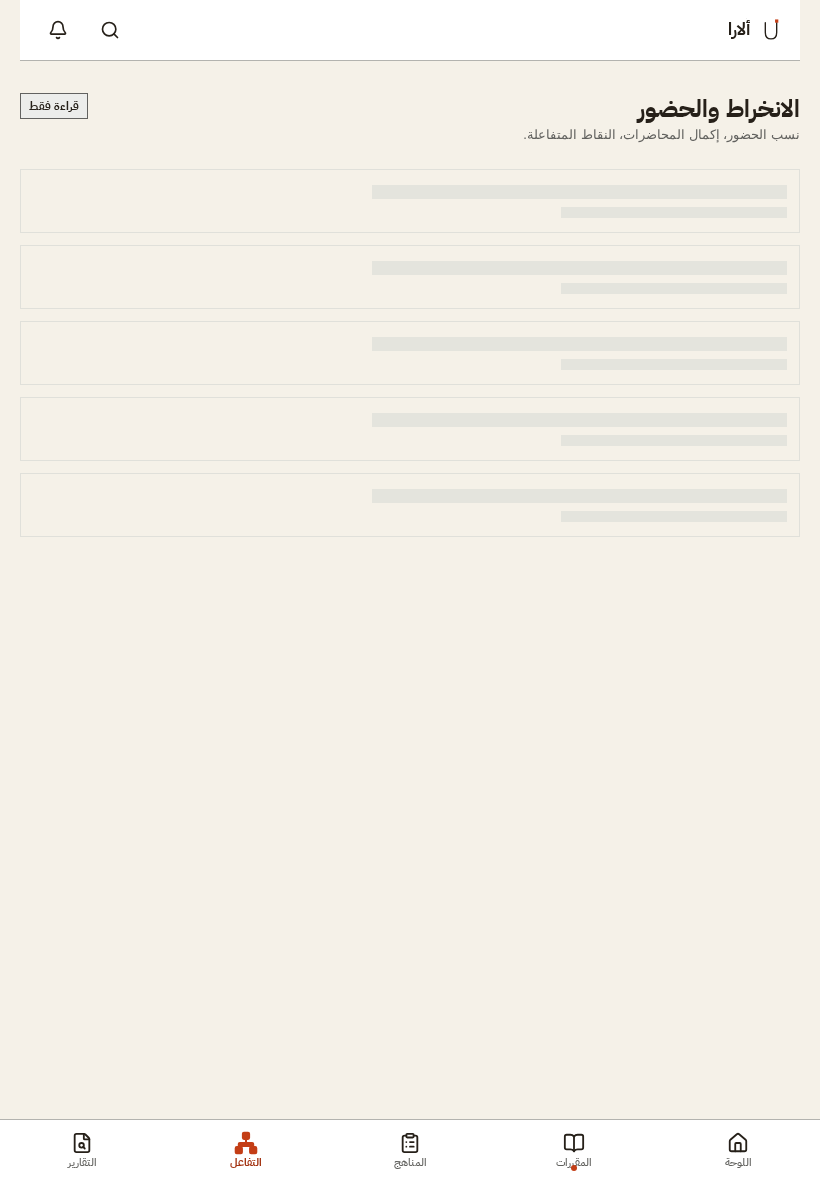 ألارا
الانخراط والحضور
قراءة فقط
نسب الحضور، إكمال المحاضرات، النقاط المتفاعلة.
اللوحة
المقررات
المناهج
التفاعل
التقارير